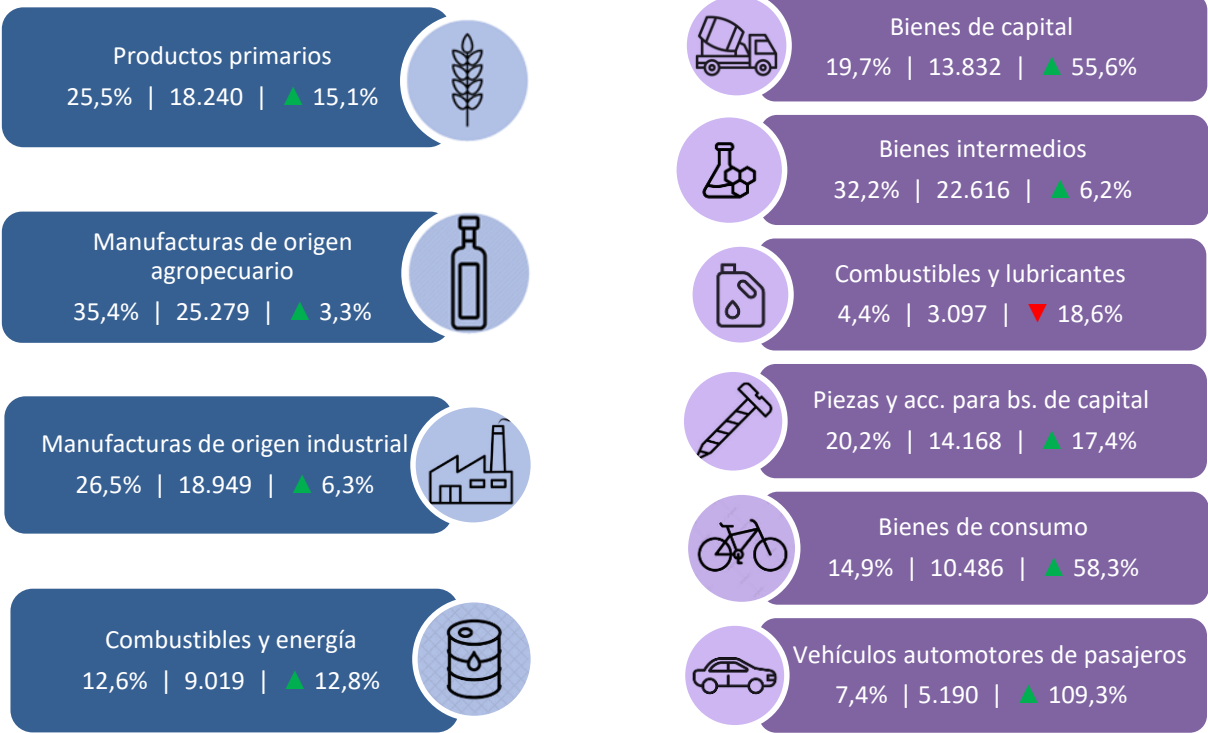 Productos primarios
25,5% | 18.240 | ▲ 15,1%
Manufacturas de origen
agropecuario
35,4% | 25.279 | ▲ 3,3%
Manufacturas de origen industrial
26,5% | 18.949 | ▲ 6,3%
Combustibles y energía
12,6% | 9.019 | ▲ 12,8%
Bienes de capital
19,7% | 13.832 | ▲ 55,6%
Bienes intermedios
32,2% | 22.616 | ▲ 6,2%
Combustibles y lubricantes
4,4% | 3.097 | ▼ 18,6%
Piezas y acc. para bs. de capital
20,2% | 14.168 | ▲ 17,4%
Bienes de consumo
14,9% | 10.486 | ▲ 58,3%
Vehículos automotores de pasajeros
7,4% | 5.190 | ▲ 109,3%